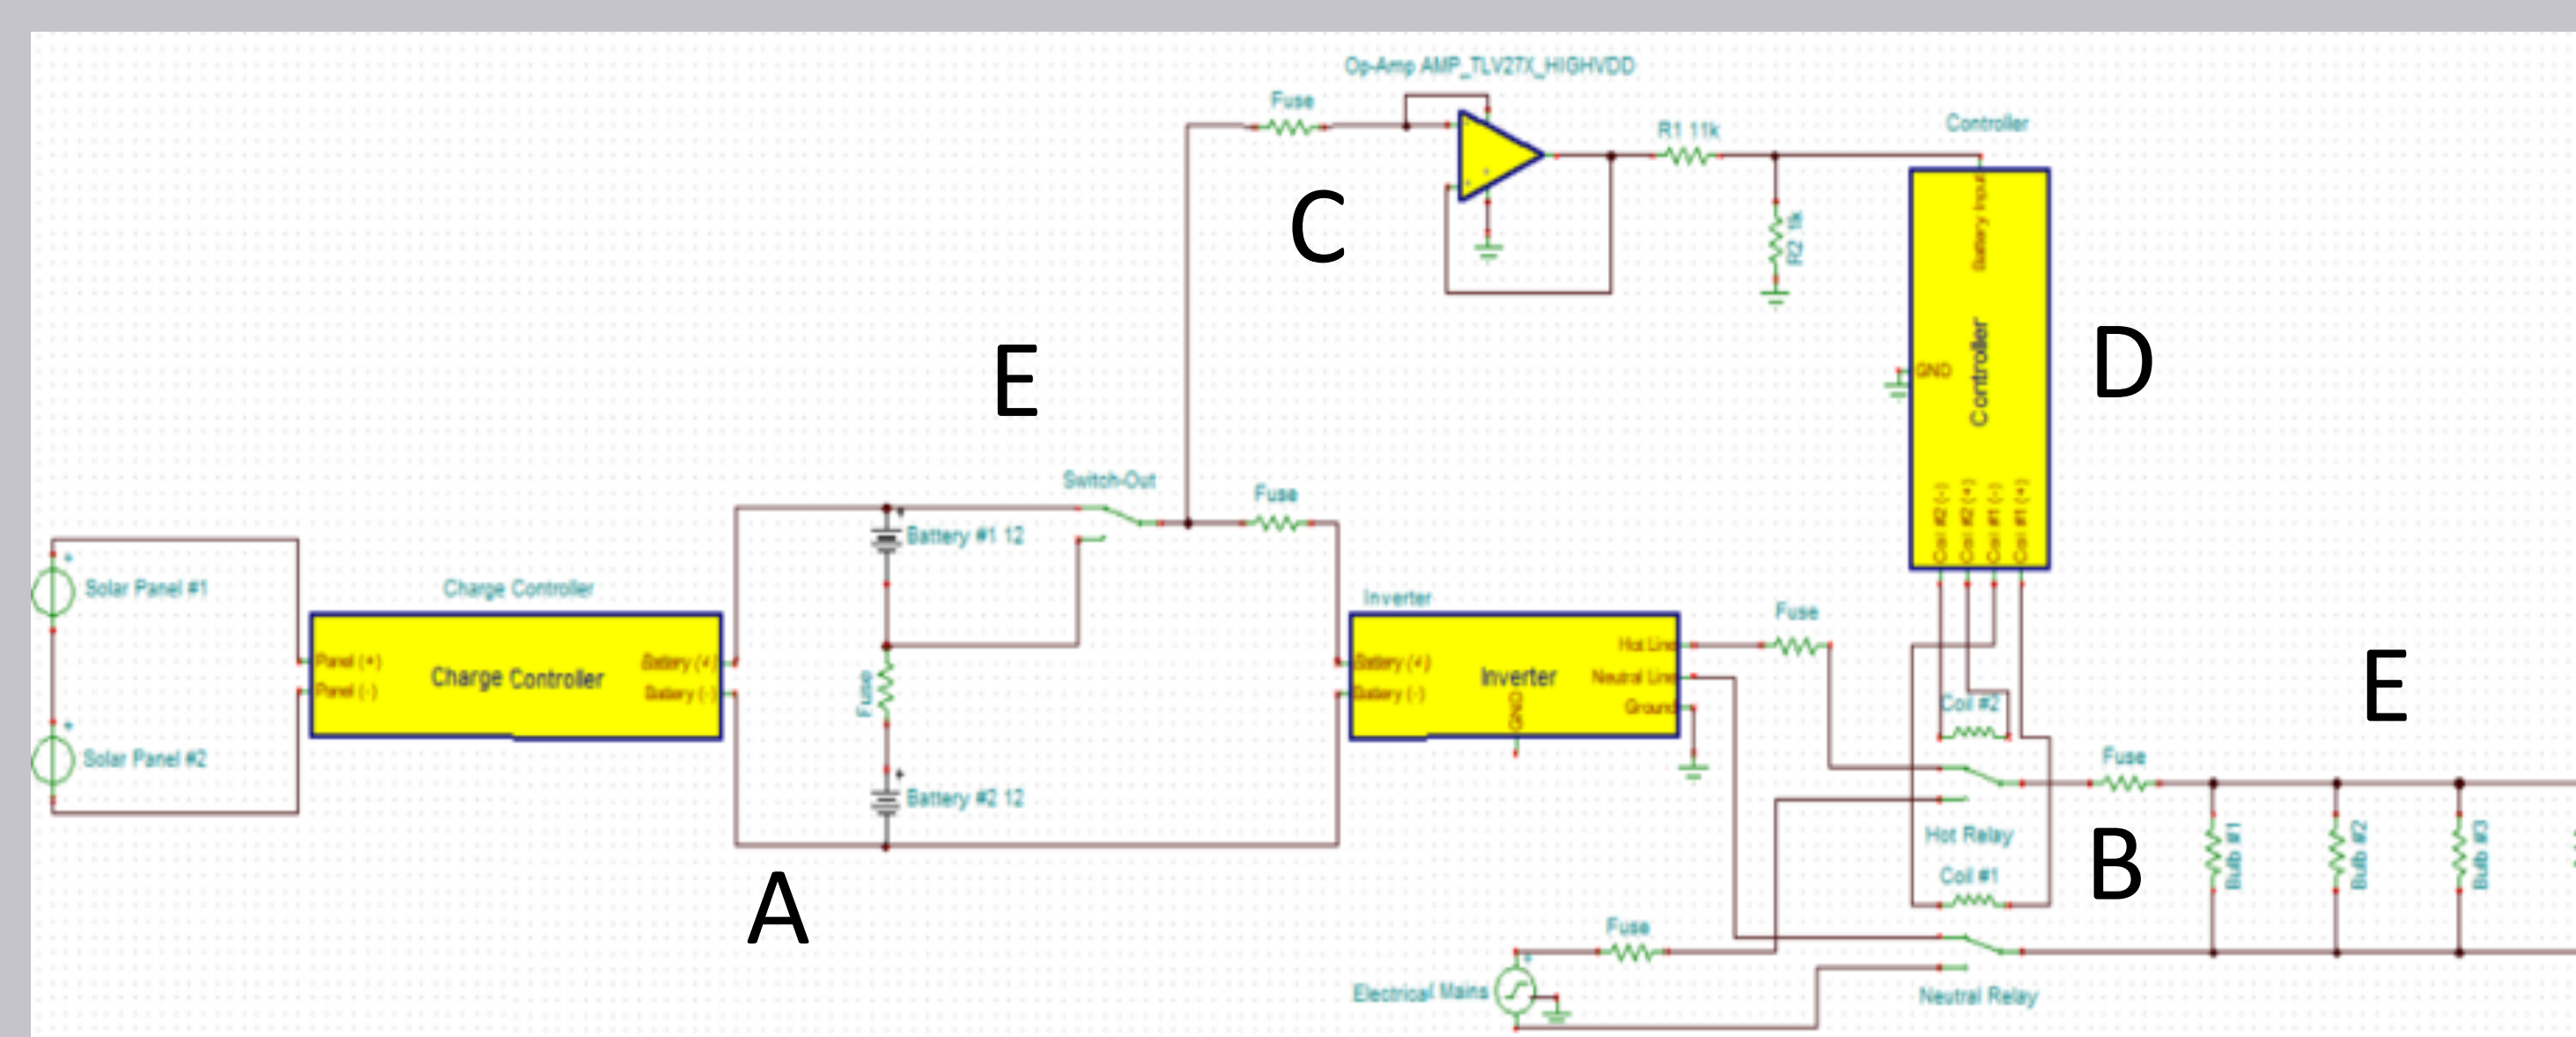 Op-Amp AMP_TLV27X_HIGHVDD
Fuse
R1 11k
Controller
Battery Input
C
R2 1k
E
D
GND
Controller
Switch-Out
Fuse
Coil #2 (-)
Coil #2 (+)
Coil #1 (-)
Coil #1 (+)
Battery #1 12
Solar Panel #1
Charge Controller
Inverter
Fuse
Panel (+)
Panel (-)
Charge Controller
Battery (+)
Battery (-)
Fuse
Battery (+)
Battery (-)
Inverter
GND
Hot Line
Neutral Line
Ground
Coil #2
E
Solar Panel #2
Battery #2 12
Fuse
Hot Relay
B
Bulb #1
Bulb #2
Bulb #3
Coil #1
A
Fuse
Electrical Mains
Neutral Relay